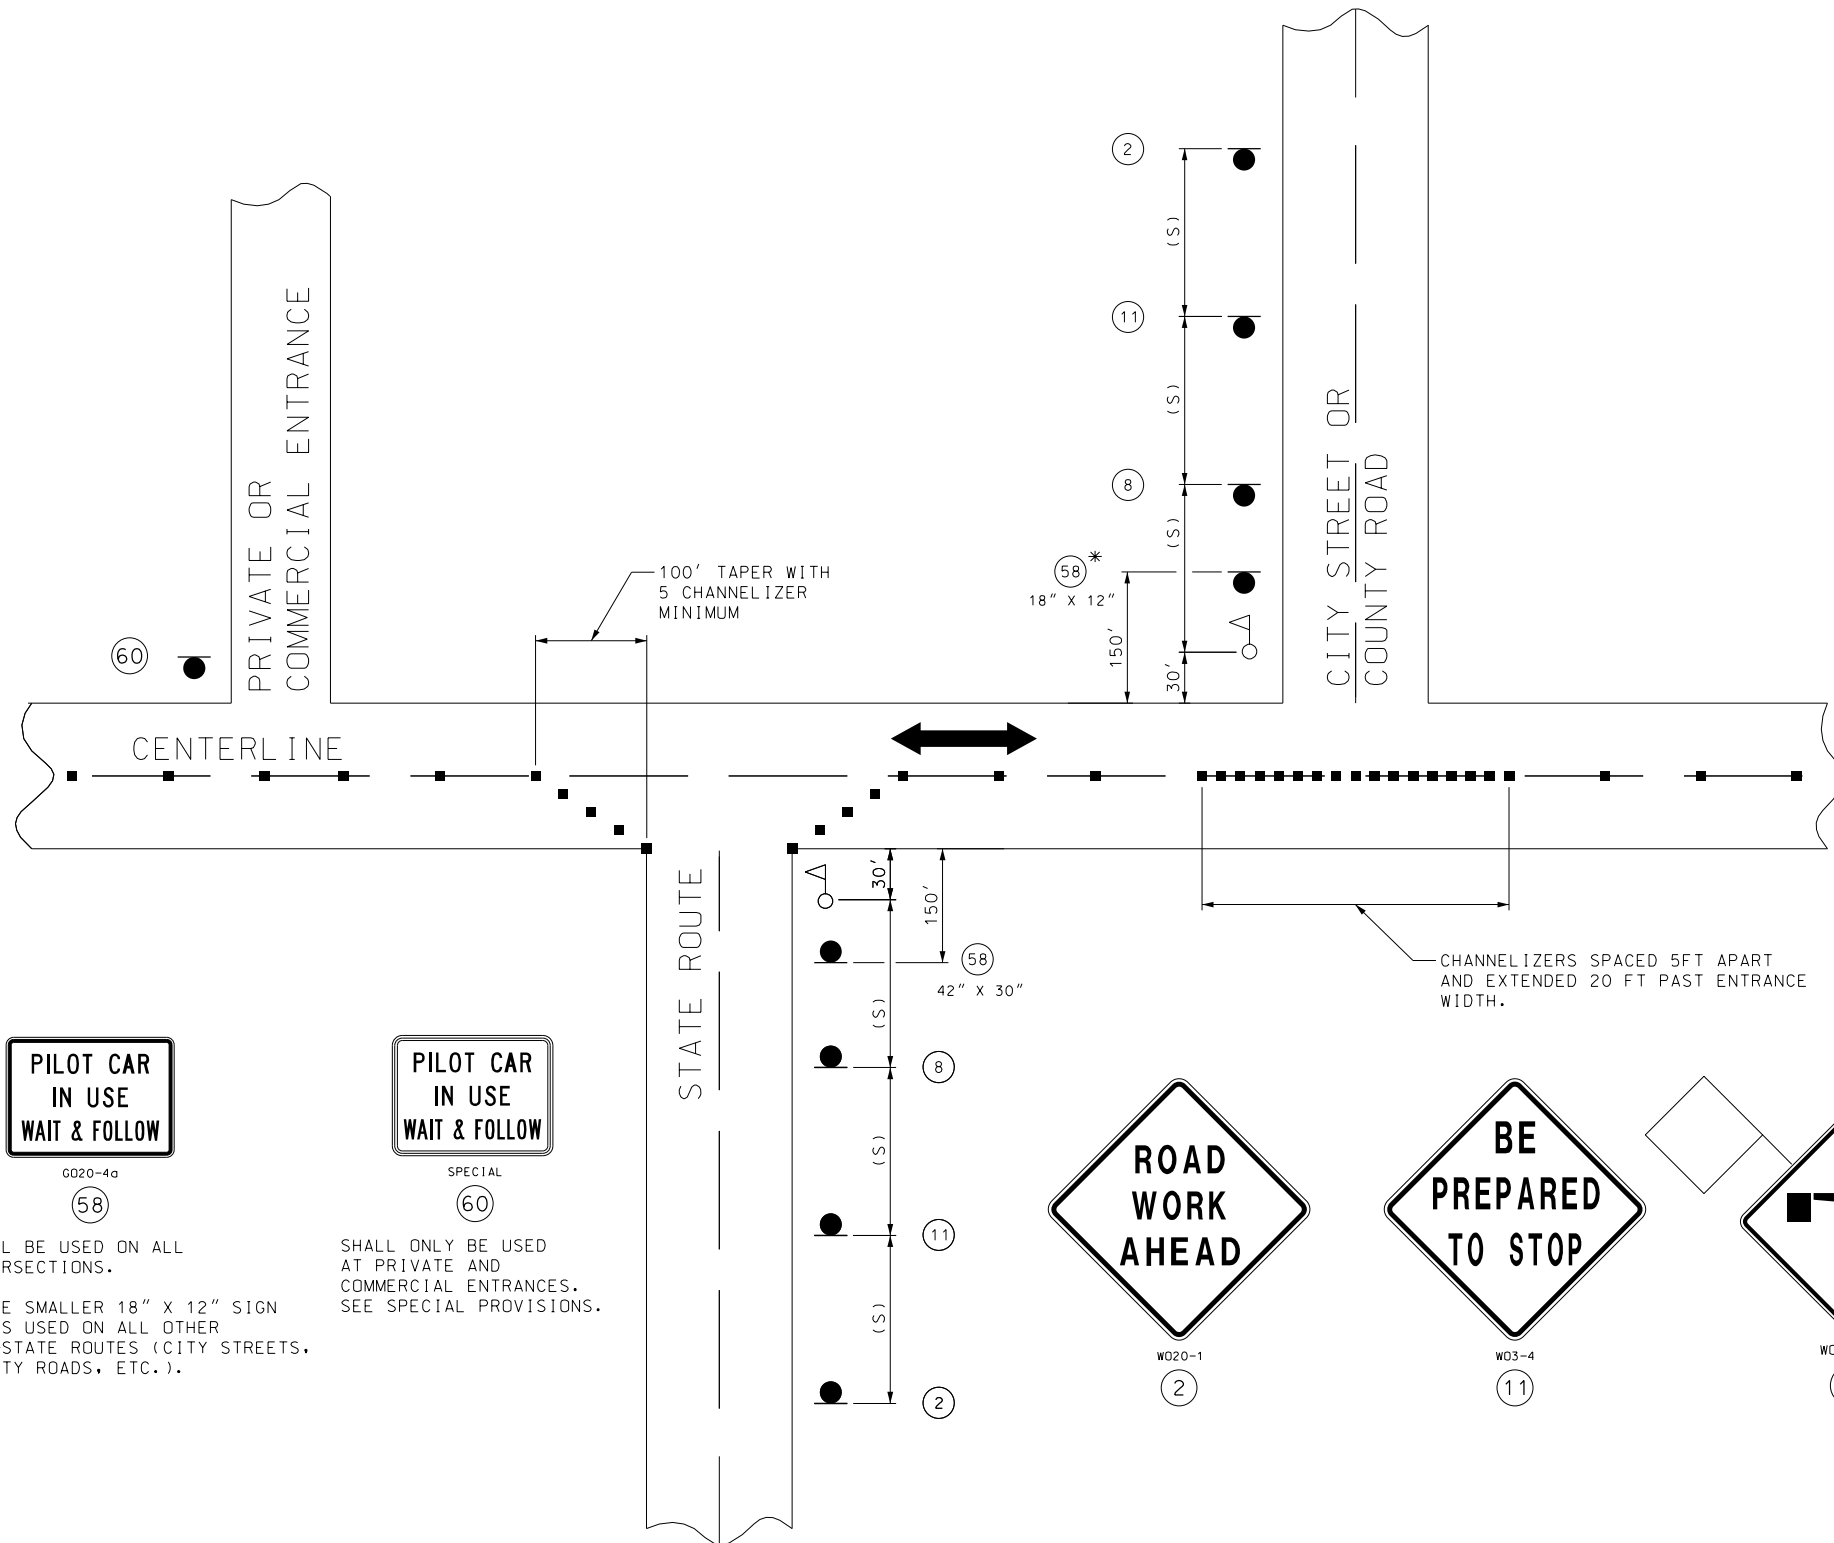 2
(S)
11
(S)
8
(S)
58*
18" X 12"
150'
30'
CITY STREET OR
COUNTY ROAD
PRIVATE OR
COMMERCIAL ENTRANCE
100' TAPER WITH
5 CHANNELIZER
MINIMUM
60
CENTERLINE
STATE ROUTE
30'
150'
58
42" X 30"
(S)
8
(S)
11
(S)
2
CHANNELIZERS SPACED 5FT APART
AND EXTENDED 20 FT PAST ENTRANCE
WIDTH.
PILOT CAR
IN USE
WAIT & FOLLOW
GO20-4a
58
L BE USED ON ALL
RSECTIONS.
E SMALLER 18" X 12" SIGN
S USED ON ALL OTHER
STATE ROUTES (CITY STREETS,
TY ROADS, ETC.).
PILOT CAR
IN USE
WAIT & FOLLOW
SPECIAL
60
SHALL ONLY BE USED
AT PRIVATE AND
COMMERCIAL ENTRANCES.
SEE SPECIAL PROVISIONS.
ROAD
WORK
AHEAD
WO20-1
2
BE
PREPARED
TO STOP
WO3-4
11